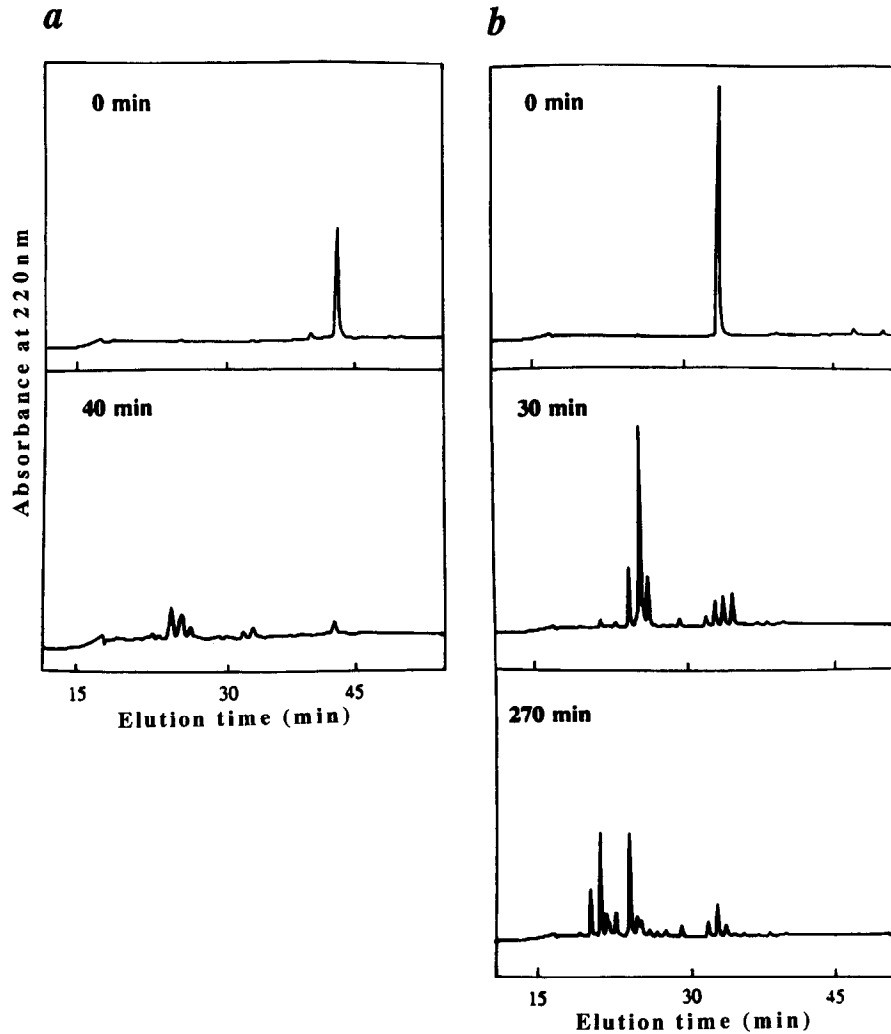 a
b
0 min
0 min
Absorbance at 220nm
40 min
30 min
15 30 45
Elution time (min)
270 min
15 30 45
Elution time (min)